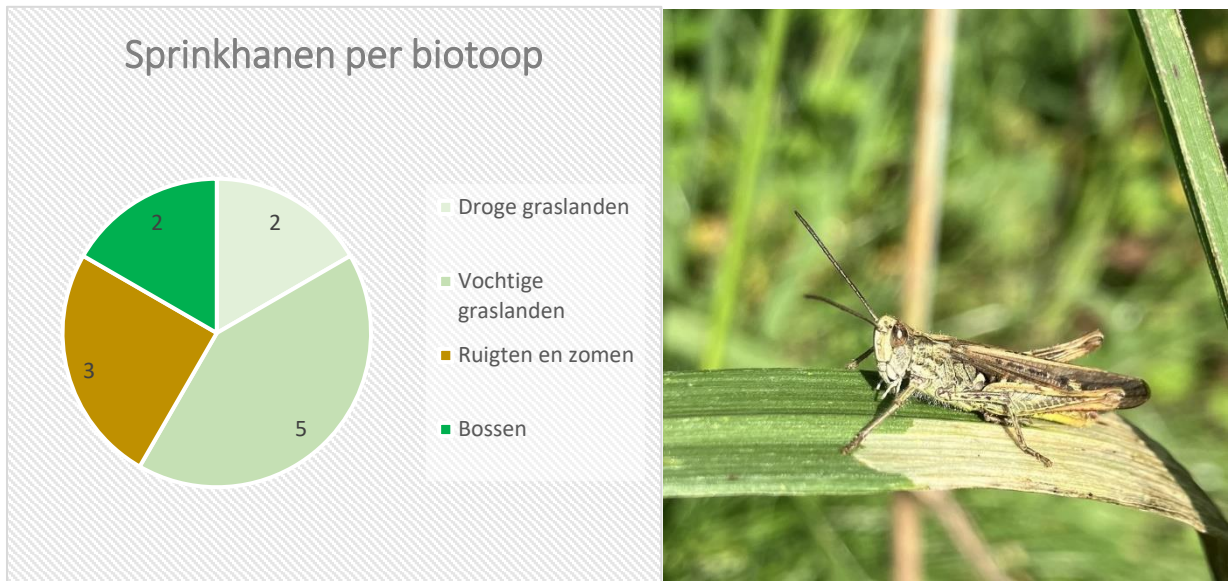 Sprinkhanen per biotoop
2
2
3
5
Droge graslanden
Vochtige
graslanden
Ruigten en zomen
Bossen